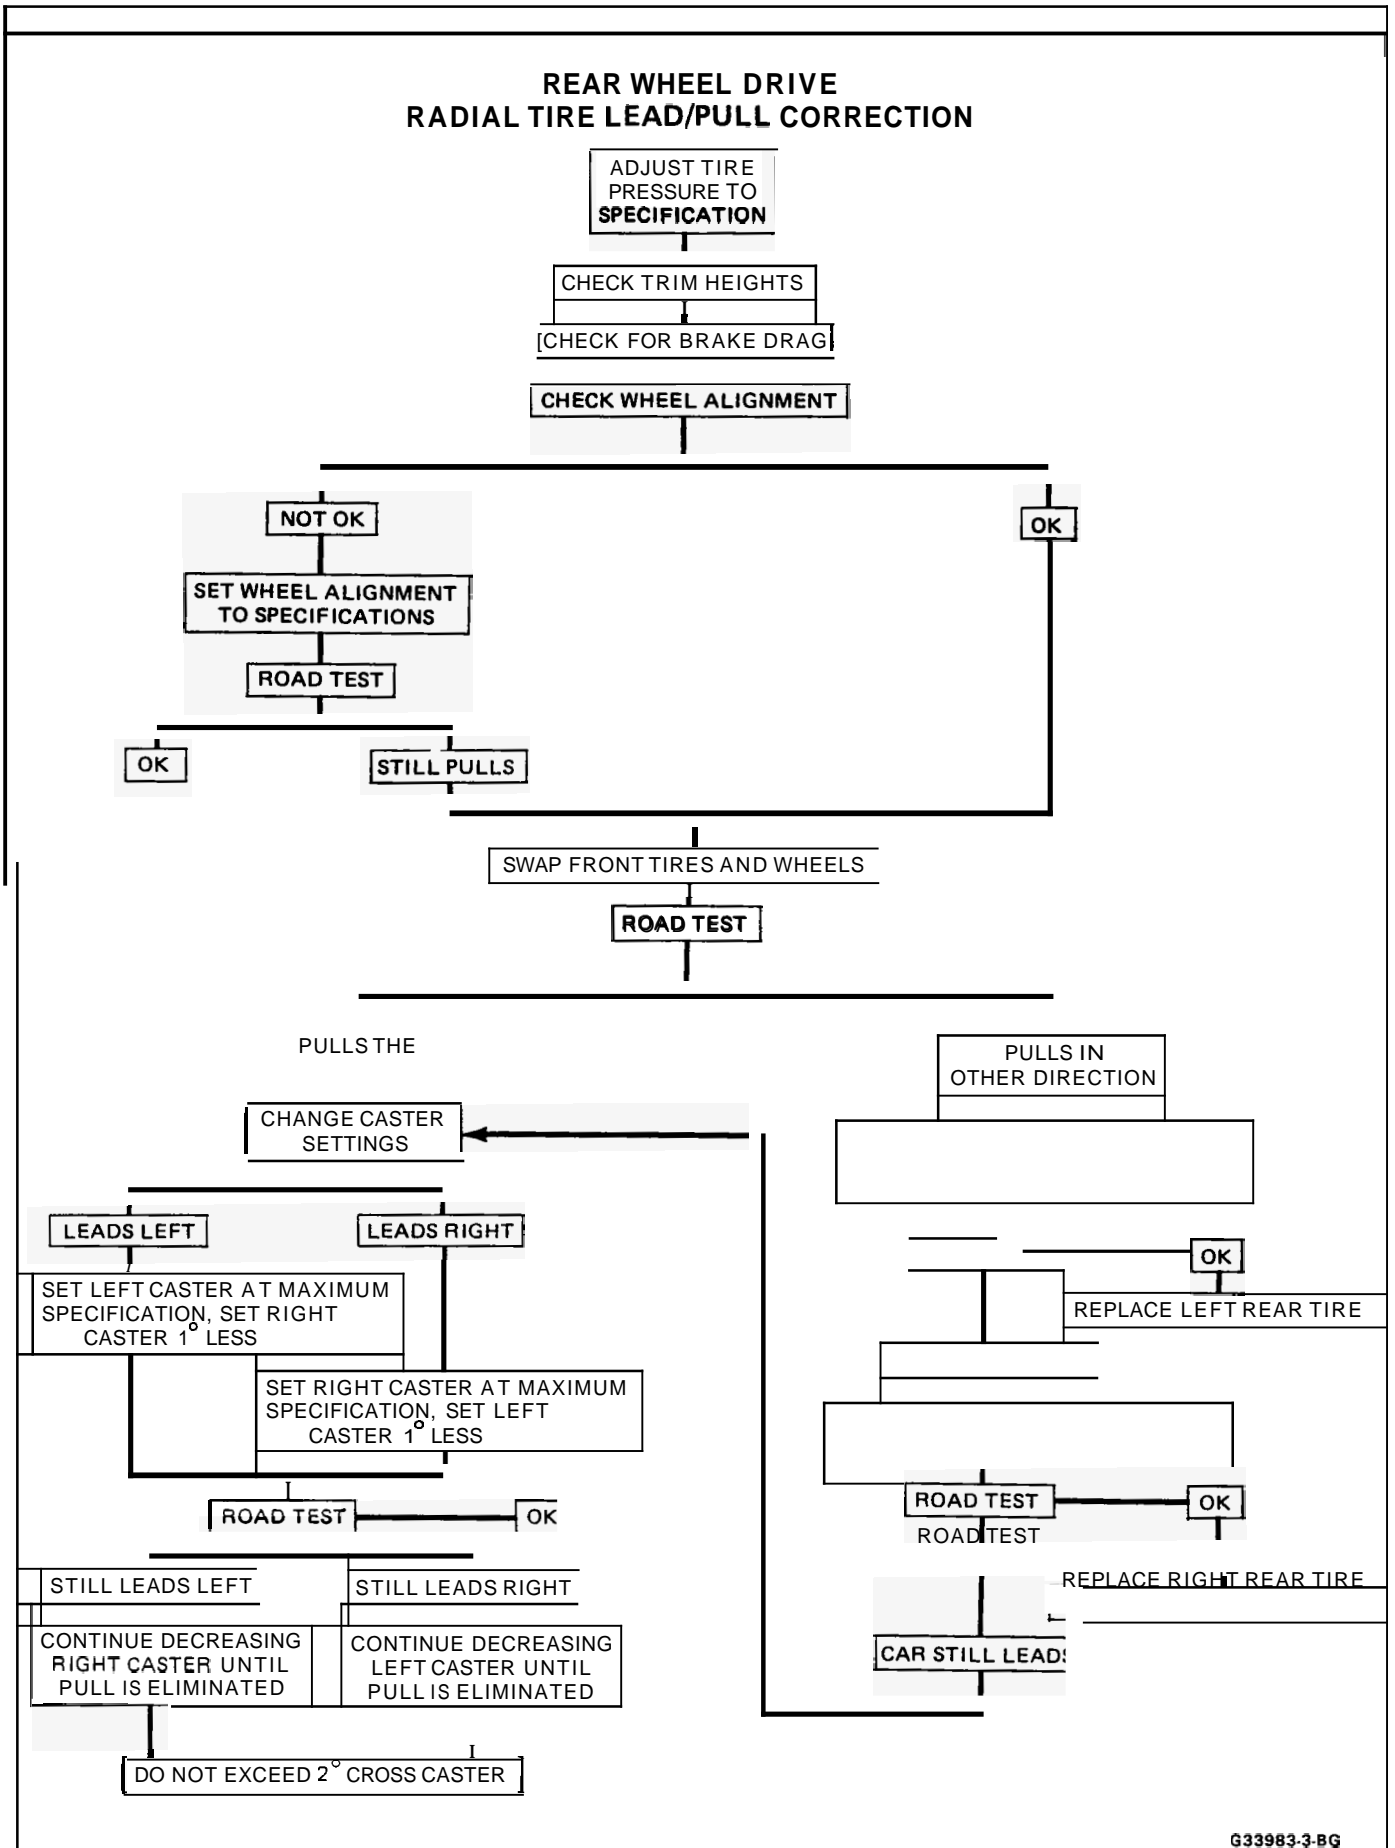 REAR WHEEL DRIVE
RADIAL TIRE LEAD/PULL CORRECTION
ADJUST TIRE
PRESSURE TO
SPECIFICATION
CHECK TRIM HEIGHTS
[CHECK FOR BRAKE DRAG
CHECK WHEEL ALIGNMENT
NOT OK
OK
SET WHEEL ALIGNMENT
TO SPECIFICATIONS
ROAD TEST
OK
STILL PULLS
SWAP FRONT TIRES AND WHEELS
ROAD TEST
PULLS THE
PULLS IN
OTHER DIRECTION
CHANGE CASTER
SETTINGS
LEADS LEFT
LEADS RIGHT
OK
SET LEFT CASTER AT MAXIMUM
SPECIFICATION, SET RIGHT
CASTER 1° LESS
REPLACE LEFT REAR TIRE
SET RIGHT CASTER AT MAXIMUM
SPECIFICATION, SET LEFT
CASTER 1° LESS
ROAD TEST
OK
ROAD TEST
OK
ROAD TEST
STILL LEADS LEFT
STILL LEADS RIGHT
REPLACE RIGHT REAR TIRE
CONTINUE DECREASING
RIGHT CASTER UNTIL
PULL IS ELIMINATED
CONTINUE DECREASING
LEFT CASTER UNTIL
PULL IS ELIMINATED
CAR STILL LEADS
DO NOT EXCEED 2° CROSS CASTER
G33983-3-BG